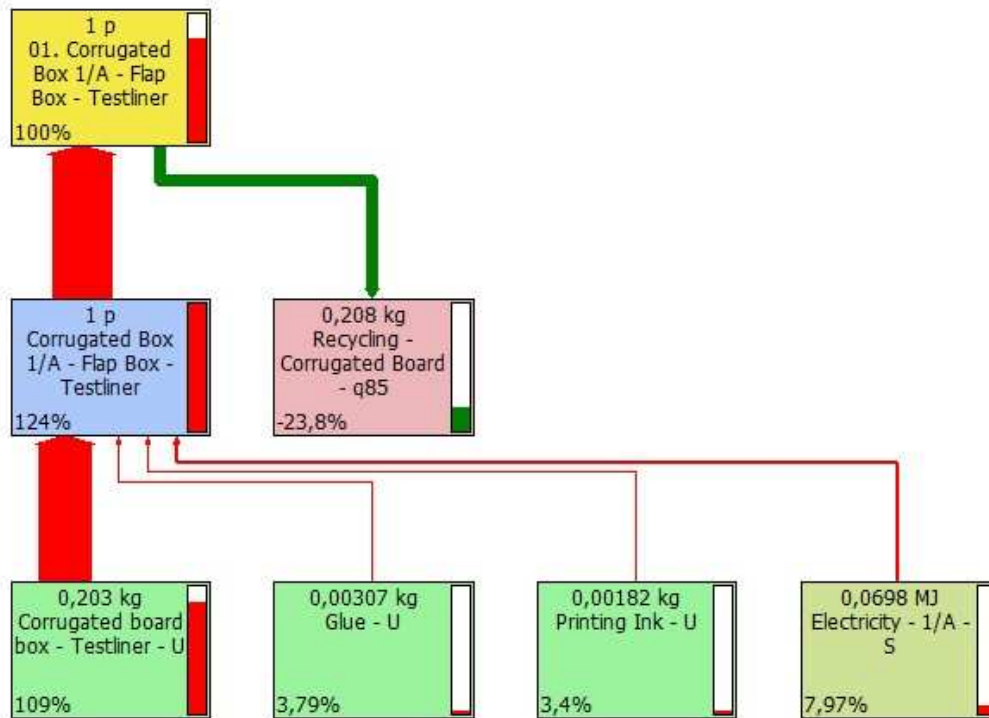 1 p
01. Corrugated
Box 1/A - Flap
Box - Testliner
100%
1 p
Corrugated Box
1/A - Flap Box -
Testliner
124%
0,208 kg
Recycling -
Corrugated Board
- q85
-23,8%
0,203 kg
Corrugated board
box - Testliner - U
109%
0,00307 kg
Glue - U
3,79%
0,00182 kg
Printing Ink - U
3,4%
0,0698 MJ
Electricity - 1/A -
S
7,97%